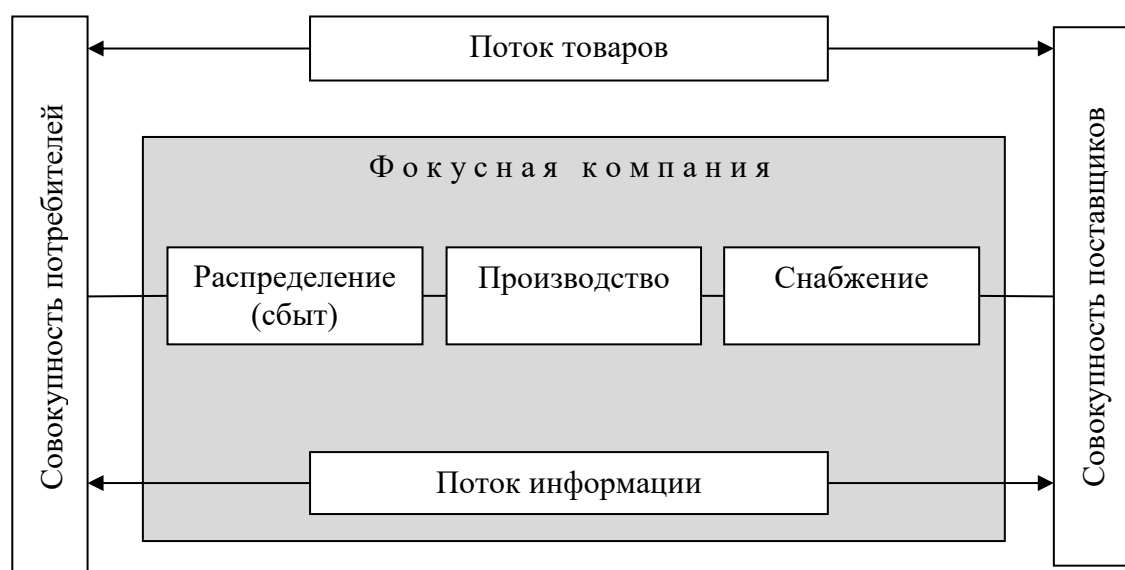 Поток товаров
Совокупность потребителей
Совокупность поставщиков
Фокусная компания
Распределение
(сбыт)
Производство
Снабжение
Поток информации